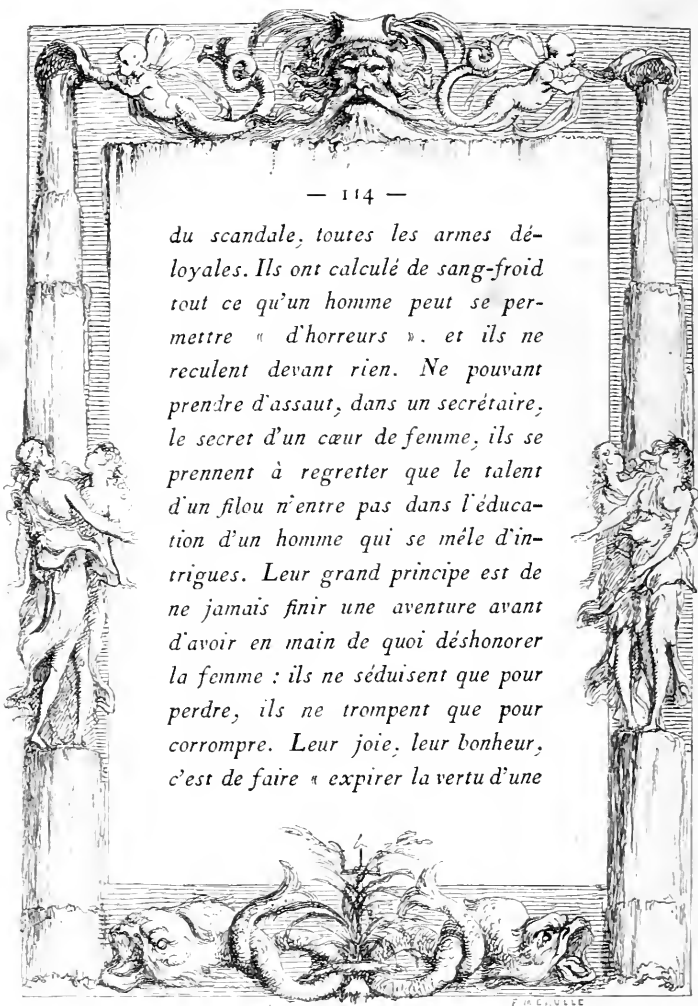 — 114 —
du scandale, toutes les armes dé-
loyales. Ils ont calculé de sang-froid
tout ce qu'un homme peut se per-
mettre « d'horreurs ». et ils ne
reculent devant rien. Ne pouvant
prendre d'assaut, dans un secrétaire,
le secret d'un cœur de femme, ils se
prennent à regretter que le talent
d'un filou n'entre pas dans l'éduca-
tion d'un homme qui se mêle d'in-
trigues. Leur grand principe est de
ne jamais finir une aventure avant
d'avoir en main de quoi déshonorer
la femme : ils ne séduisent que pour
perdre, ils ne trompent que pour
corrompre. Leur joie, leur bonheur,
c'est de faire « expirer la vertu d'une